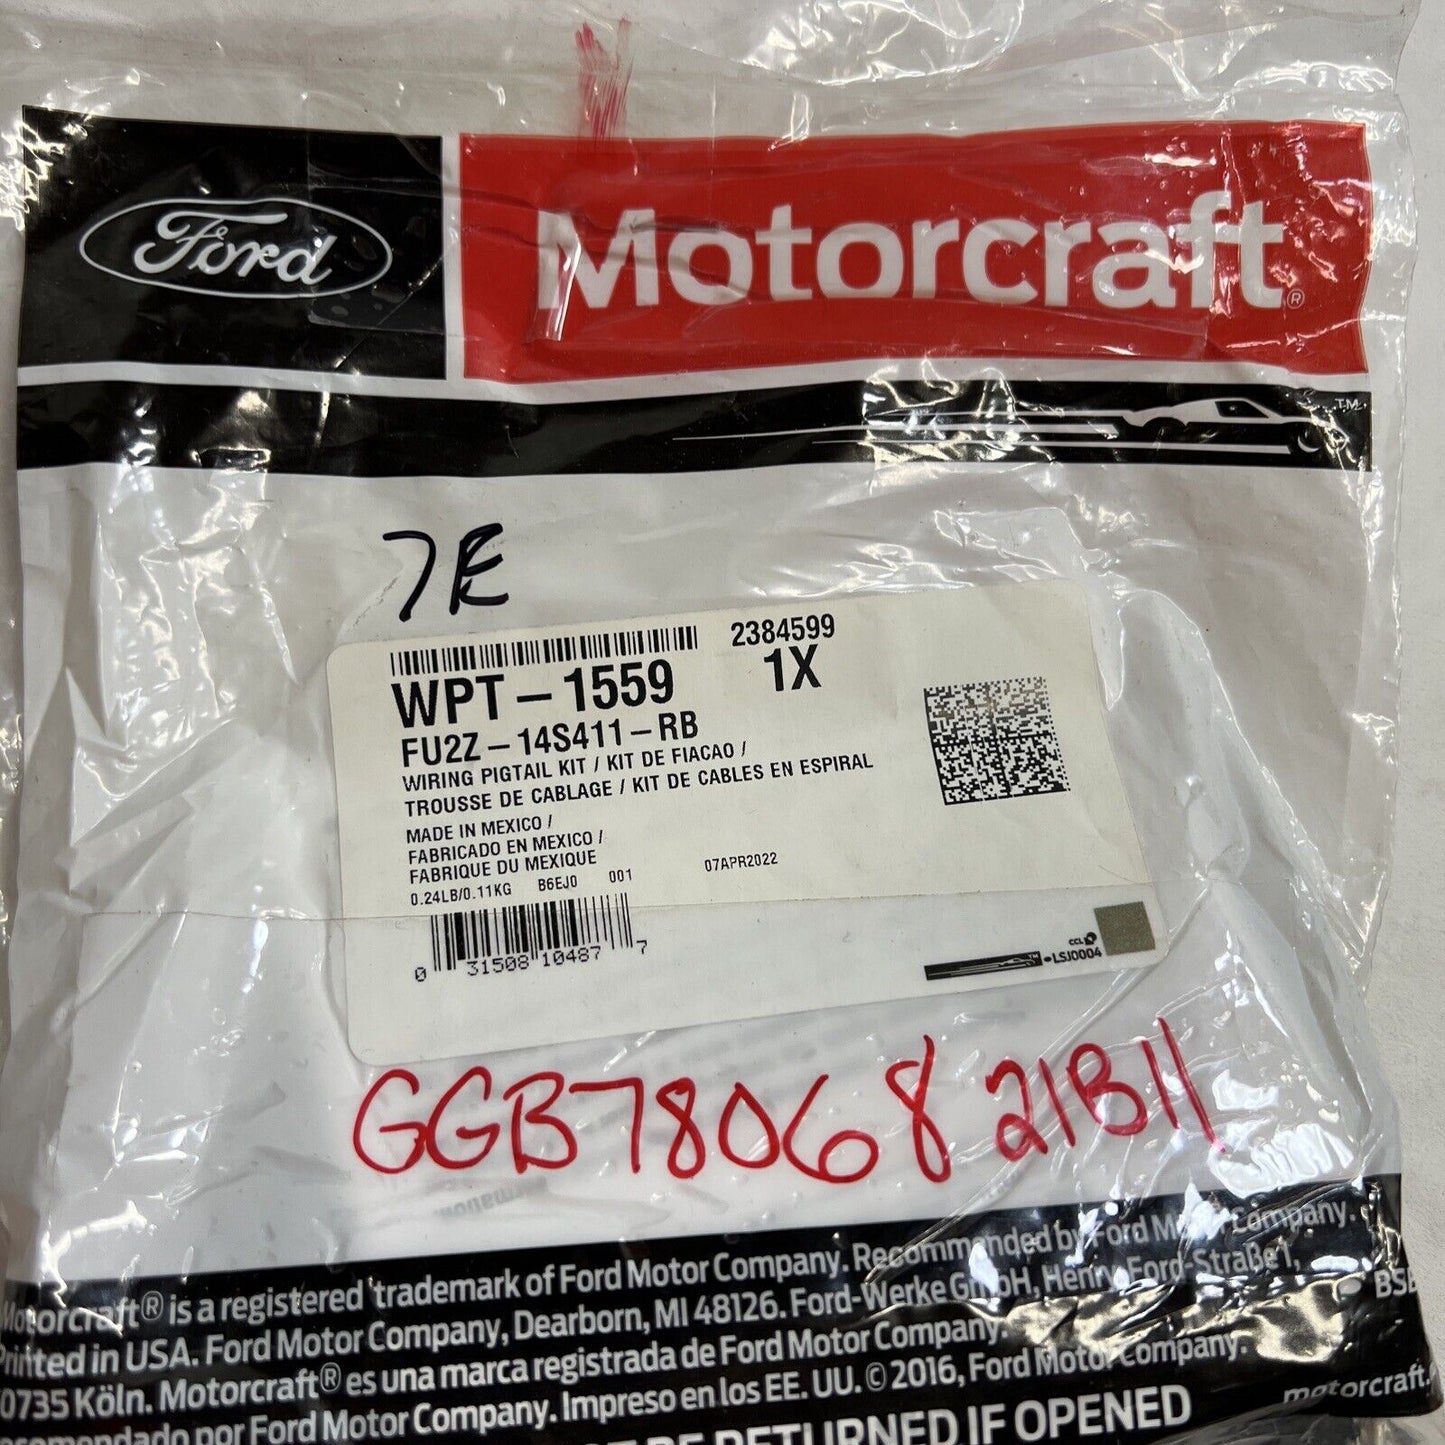 Ford
Motorcraft®
TM
7E
2384599
WPT-1559 1X
FU2Z-14S411-RB
WIRING PIGTAIL KIT / KIT DE FIACAO /
TROUSSE DE CABLAGE / KIT DE CABLES EN ESPIRAL
MADE IN MEXICO /
FABRICADO EN MEXICO /
FABRIQUE DU MEXIQUE
0.24LB/0.11KG B6EJ0 001 07APR2022
0 31508 10487 7
CCL
LSJ0004
GGB78068 21B11
Motorcraft® is a registered trademark of Ford Motor Company. Recommended by Ford Motor Company.
Printed in USA. Ford Motor Company, Dearborn, MI 48126. Ford-Werke GmbH, Henry-Ford-Straße 1,
50735 Köln. Motorcraft® es una marca registrada de Ford Motor Company.
Recomendado por Ford Motor Company. Impreso en los EE. UU. © 2016, Ford Motor Company.
motorcraft.
BE RETURNED IF OPENED